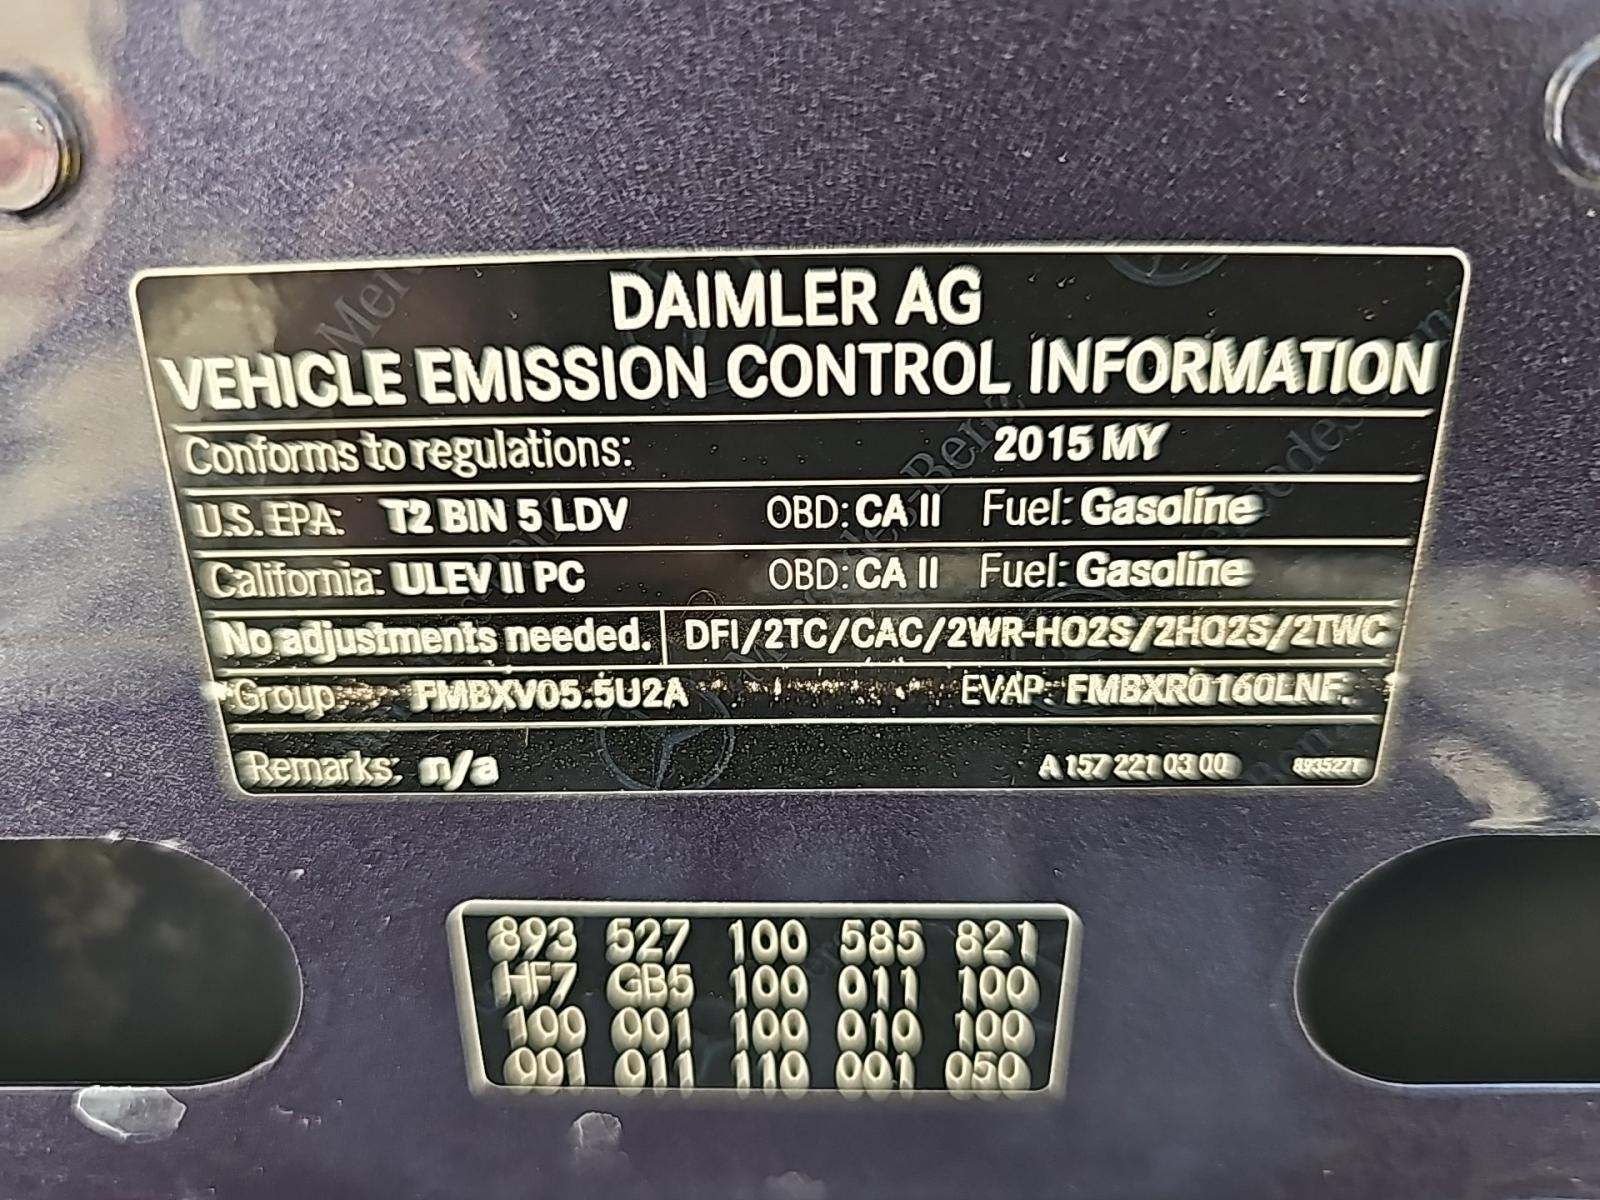 DAIMLER AG
VEHICLE EMISSION CONTROL INFORMATION
Conforms to regulations: 2015 MY
U.S. EPA: T2 BIN 5 LDV OBD: CA II Fuel: Gasoline
California: ULEV II PC OBD: CA II Fuel: Gasoline
No adjustments needed. DFI/2TC/CAC/2WR-HO2S/2HO2S/2TWC
Group: FMBXV05.5U2A EVAP: FMBXR0160LNF
Remarks: n/a A 157 221 03 00 8935271
893 527 100 585 821
HF7 GB5 100 011 100
100 001 100 010 100
001 011 110 001 050